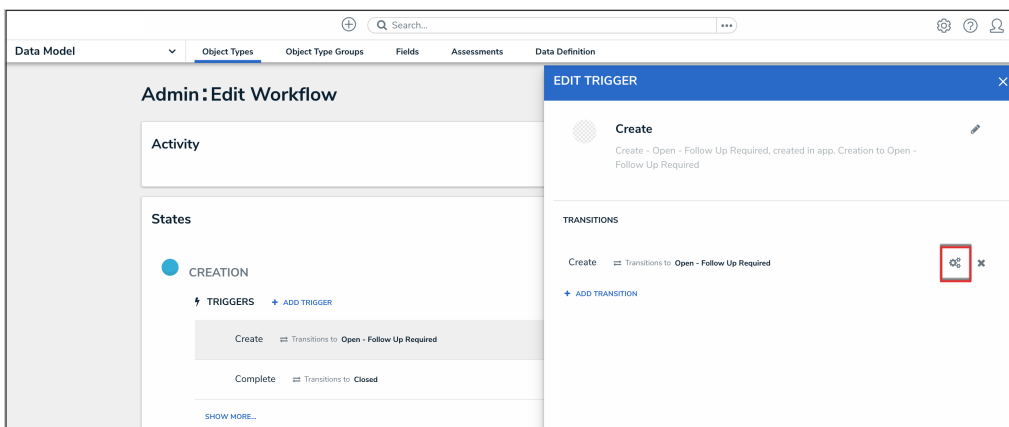 Search...
Data Model
Object Types
Object Type Groups
Fields
Assessments
Data Definition
Admin:Edit Workflow
Activity
States
CREATION
TRIGGERS + ADD TRIGGER
Create Transitions to Open - Follow Up Required
Complete Transitions to Closed
SHOW MORE...
EDIT TRIGGER
Create
Create - Open - Follow Up Required, created in app. Creation to Open -
Follow Up Required
TRANSITIONS
Create Transitions to Open - Follow Up Required
+ ADD TRANSITION